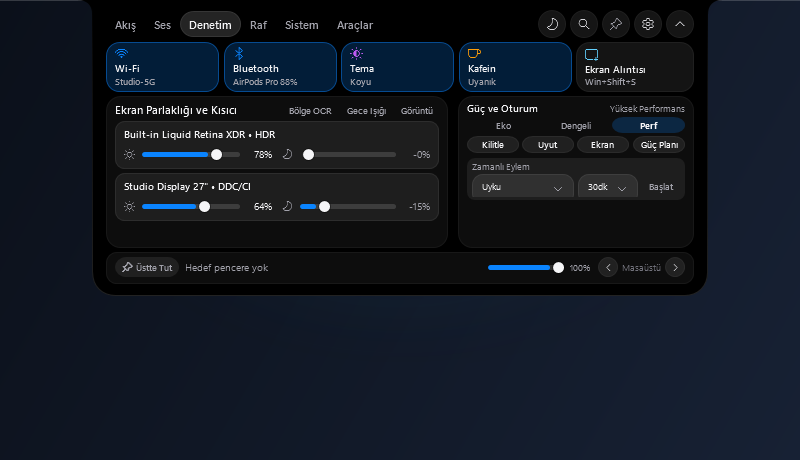 Akış Ses Denetim Raf Sistem Araçlar
Wi-Fi
Studio-5G
Bluetooth
AirPods Pro 88%
Tema
Koyu
Kafein
Uyanık
Ekran Alıntısı
Win+Shift+S
Ekran Parlaklığı ve Kısıcı Bölge OCR Gece Işığı Görüntü
Built-in Liquid Retina XDR • HDR
78% -0%
Studio Display 27" • DDC/CI
64% -15%
Güç ve Oturum Yüksek Performans
Eko Dengeli Perf
Kilitle Uyut Ekran Güç Planı
Zamanlı Eylem
Uyku 30dk Başlat
Üstte Tut Hedef pencere yok 100% Masaüstü